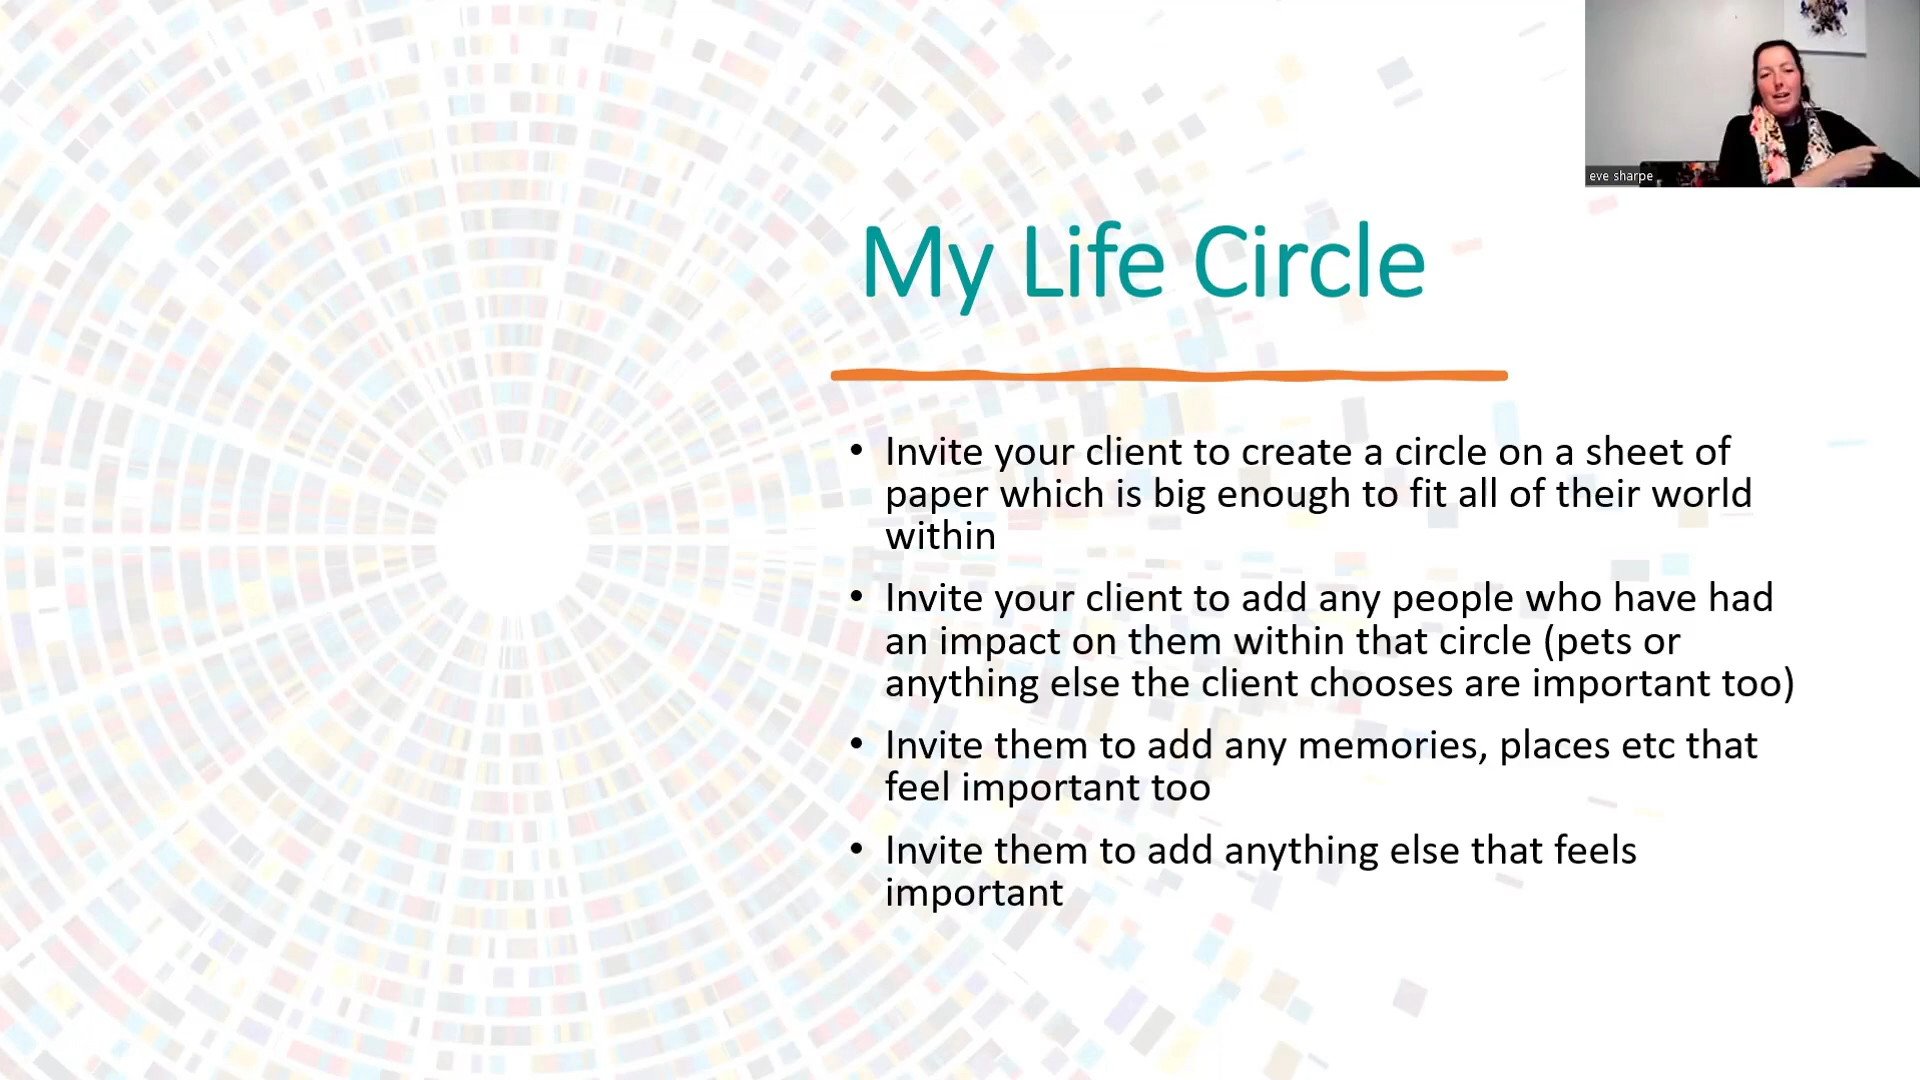 eve sharpe
My Life Circle
• Invite your client to create a circle on a sheet of
paper which is big enough to fit all of their world
within
• Invite your client to add any people who have had
an impact on them within that circle (pets or
anything else the client chooses are important too)
• Invite them to add any memories, places etc that
feel important too
• Invite them to add anything else that feels
important